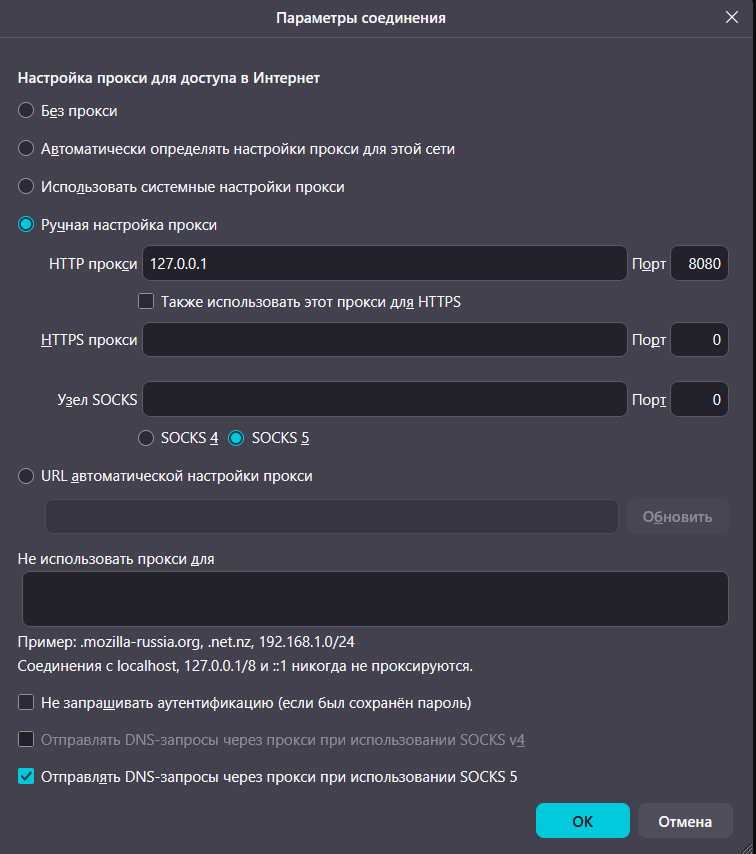 Параметры соединения
Настройка прокси для доступа в Интернет
Без прокси
Автоматически определять настройки прокси для этой сети
Использовать системные настройки прокси
Ручная настройка прокси
HTTP прокси 127.0.0.1 Порт 8080
Также использовать этот прокси для HTTPS
HTTPS прокси Порт 0
Узел SOCKS Порт 0
SOCKS 4 SOCKS 5
URL автоматической настройки прокси
Обновить
Не использовать прокси для
Пример: .mozilla-russia.org, .net.nz, 192.168.1.0/24
Соединения с localhost, 127.0.0.1/8 и ::1 никогда не проксируются.
Не запрашивать аутентификацию (если был сохранён пароль)
Отправлять DNS-запросы через прокси при использовании SOCKS v4
Отправлять DNS-запросы через прокси при использовании SOCKS 5
ОК Отмена